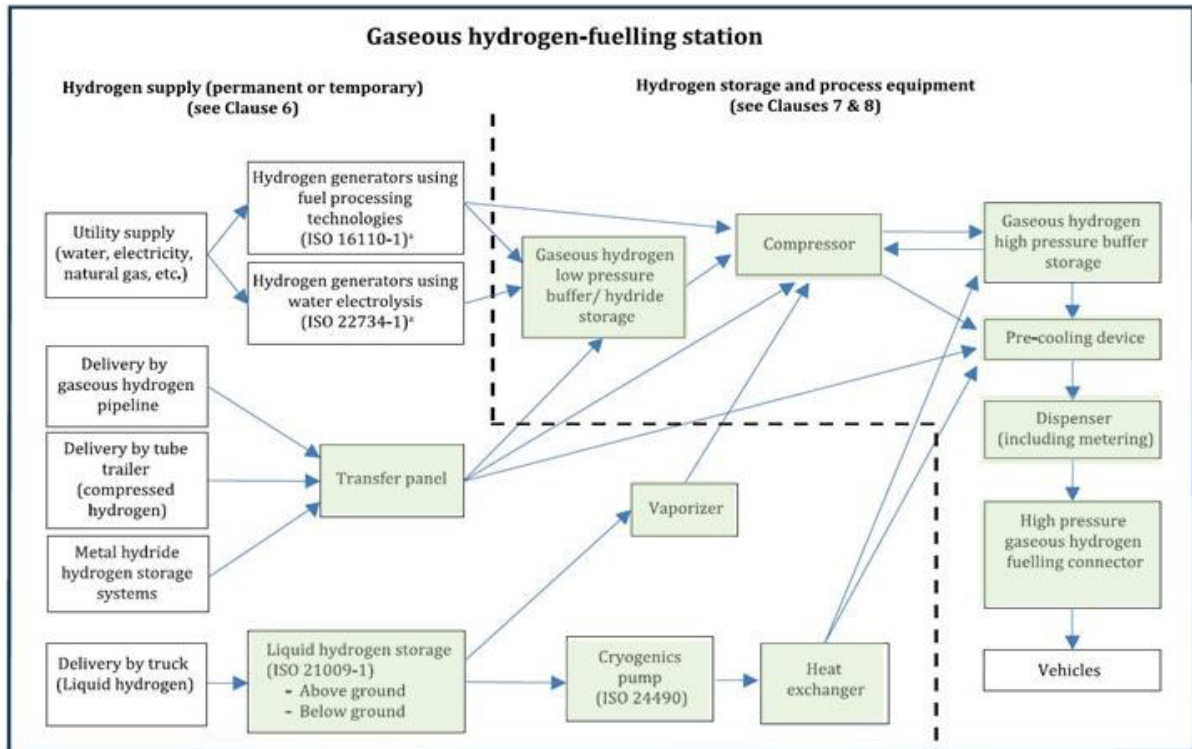 Gaseous hydrogen-fuelling station
Hydrogen supply (permanent or temporary)
(see Clause 6)
Hydrogen storage and process equipment
(see Clauses 7 & 8)
Utility supply
(water, electricity,
natural gas, etc.)
Hydrogen generators using
fuel processing
technologies
(ISO 16110-1)ᵃ
Hydrogen generators using
water electrolysis
(ISO 22734-1)ᵃ
Gaseous hydrogen
low pressure
buffer/ hydride
storage
Compressor
Gaseous hydrogen
high pressure buffer
storage
Pre-cooling device
Delivery by
gaseous hydrogen
pipeline
Delivery by tube
trailer
(compressed
hydrogen)
Metal hydride
hydrogen storage
systems
Transfer panel
Vaporizer
Dispenser
(including metering)
High pressure
gaseous hydrogen
fuelling connector
Delivery by truck
(Liquid hydrogen)
Liquid hydrogen storage
(ISO 21009-1)
- Above ground
- Below ground
Cryogenics
pump
(ISO 24490)
Heat
exchanger
Vehicles